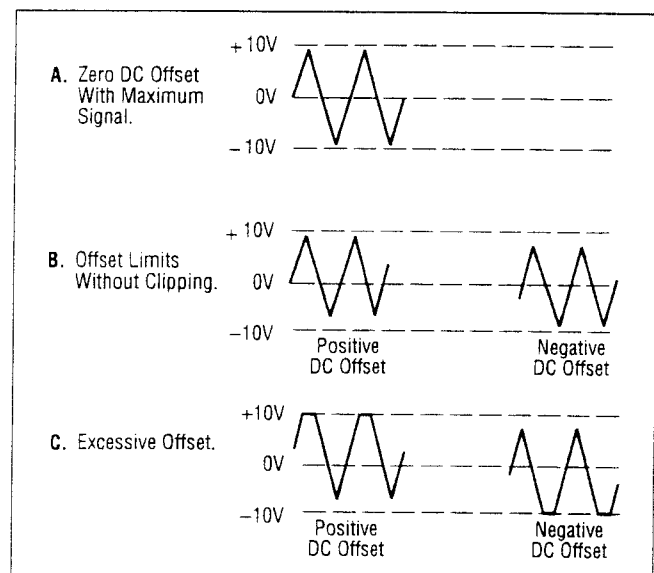 +10V
A. Zero DC Offset
With Maximum
Signal.
0V
−10V
+10V
B. Offset Limits
Without Clipping.
0V
−10V
Positive
DC Offset
Negative
DC Offset
+10V
C. Excessive Offset.
0V
−10V
Positive
DC Offset
Negative
DC Offset